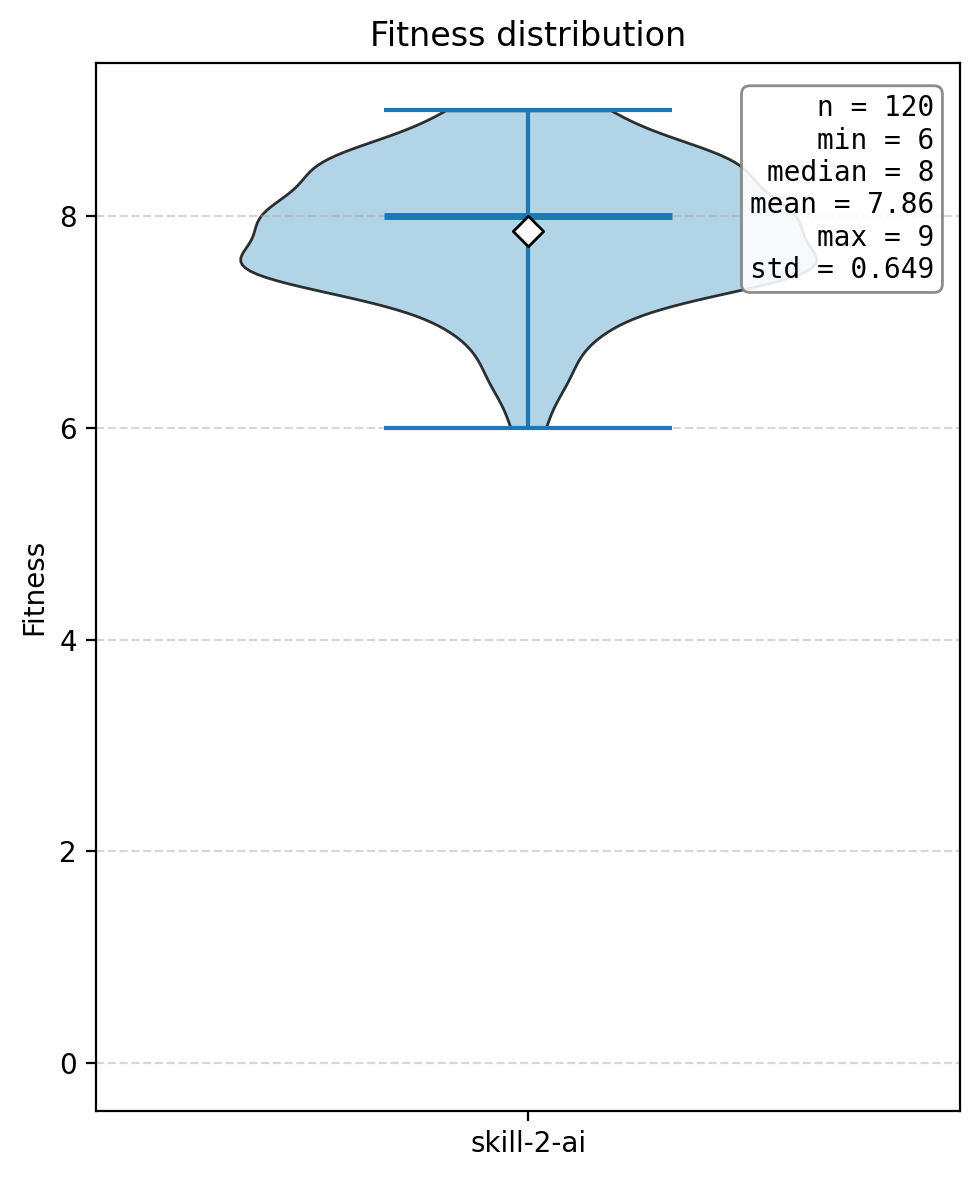 Fitness distribution
n = 120
min = 6
median = 8
mean = 7.86
max = 9
std = 0.649
8
6
4
2
0
Fitness
skill-2-ai